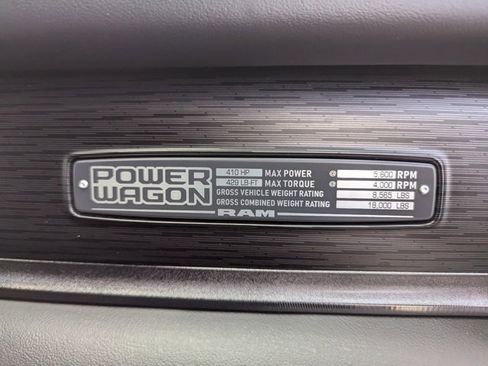 POWER WAGON
410 HP MAX POWER @ 5,600 RPM
429 LB-FT MAX TORQUE @ 4,000 RPM
GROSS VEHICLE WEIGHT RATING 8,565 LBS
GROSS COMBINED WEIGHT RATING 18,000 LBS
RAM